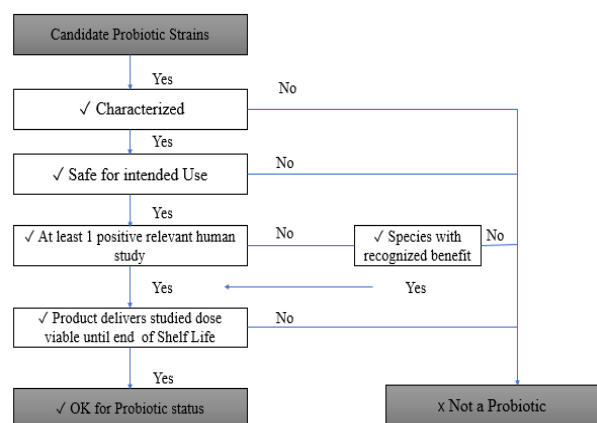 Candidate Probiotic Strains
Yes
No
✓ Characterized
Yes
No
✓ Safe for intended Use
Yes
✓ At least 1 positive relevant human
study
No
✓ Species with
recognized benefit
No
Yes
Yes
✓ Product delivers studied dose
viable until end of Shelf Life
No
Yes
✓ OK for Probiotic status
x Not a Probiotic